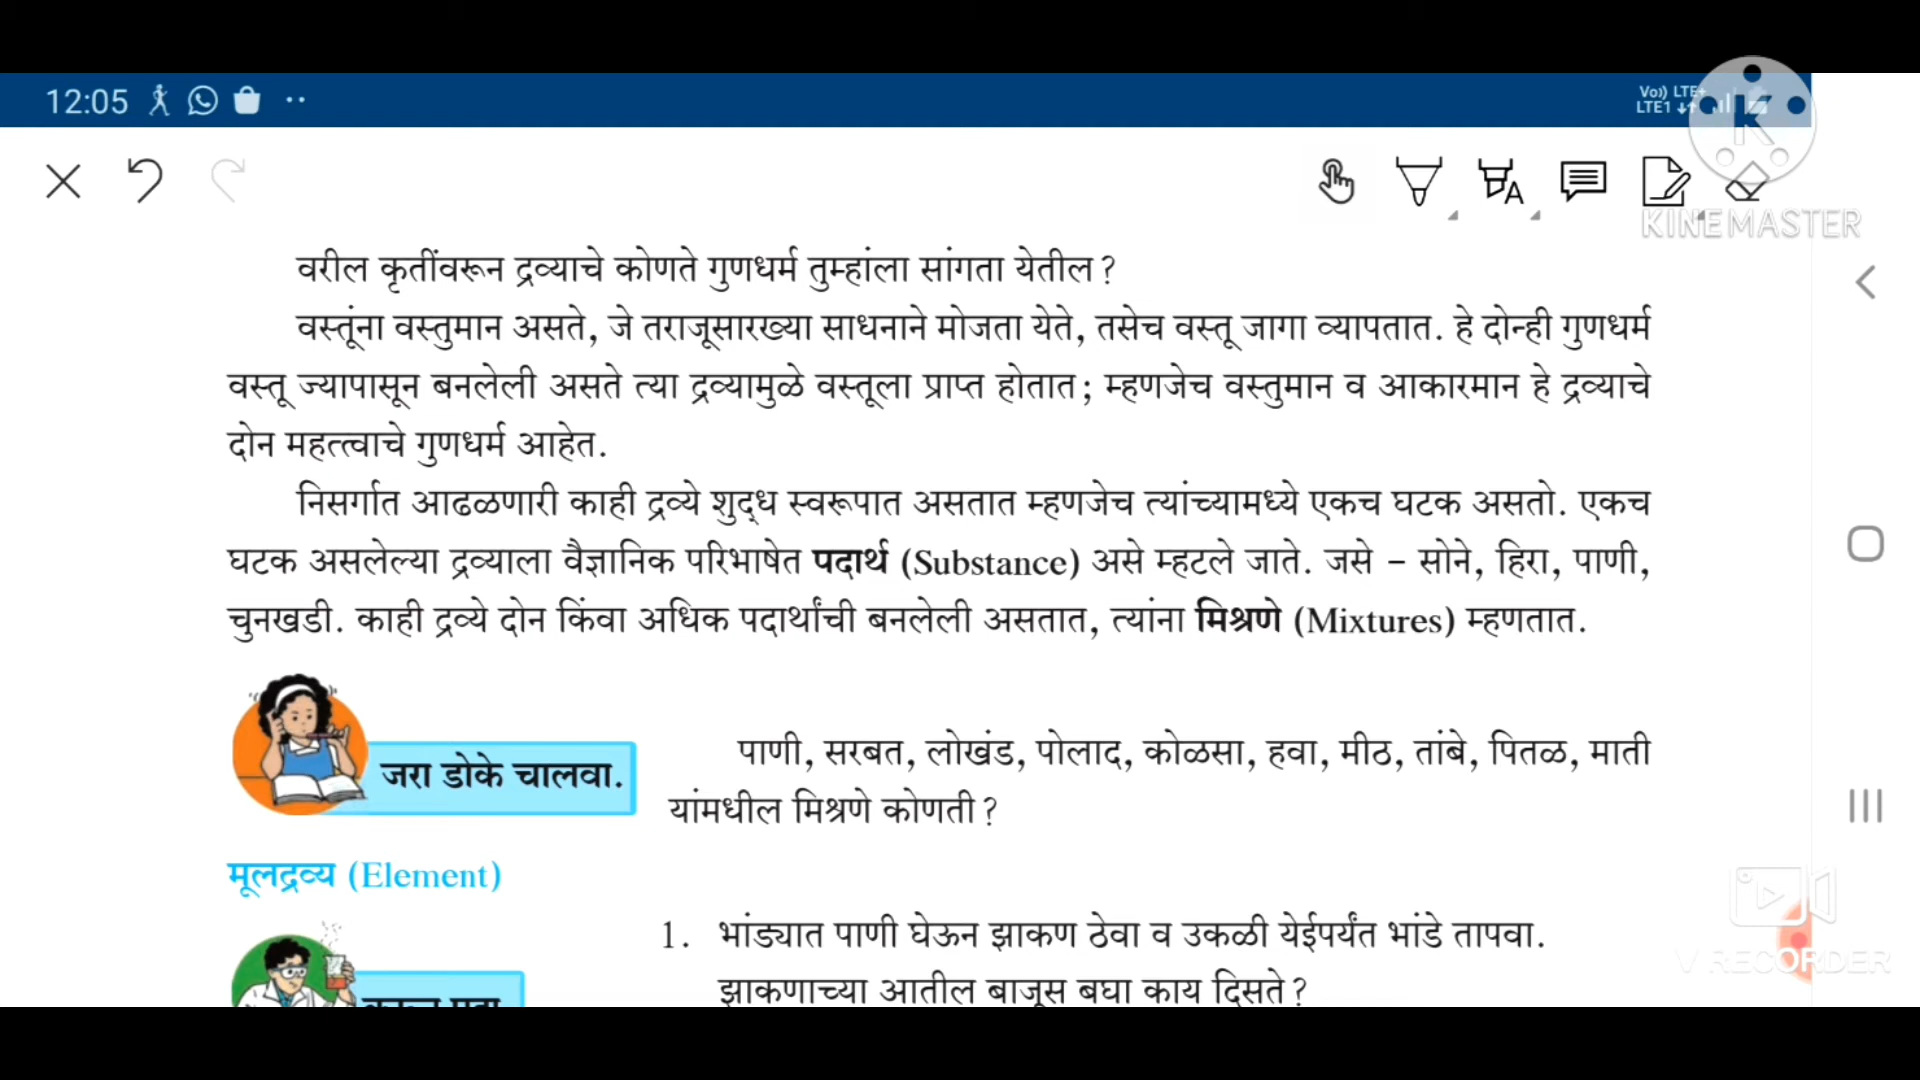 12:05
Vo)) LTE+
LTE1
K
KINEMASTER
वरील कृतींवरून द्रव्याचे कोणते गुणधर्म तुम्हांला सांगता येतील?
वस्तूंना वस्तुमान असते, जे तराजूसारख्या साधनाने मोजता येते, तसेच वस्तू जागा व्यापतात. हे दोन्ही गुणधर्म
वस्तू ज्यापासून बनलेली असते त्या द्रव्यामुळे वस्तूला प्राप्त होतात; म्हणजेच वस्तुमान व आकारमान हे द्रव्याचे
दोन महत्त्वाचे गुणधर्म आहेत.
निसर्गात आढळणारी काही द्रव्ये शुद्ध स्वरूपात असतात म्हणजेच त्यांच्यामध्ये एकच घटक असतो. एकच
घटक असलेल्या द्रव्याला वैज्ञानिक परिभाषेत पदार्थ (Substance) असे म्हटले जाते. जसे – सोने, हिरा, पाणी,
चुनखडी. काही द्रव्ये दोन किंवा अधिक पदार्थांची बनलेली असतात, त्यांना मिश्रणे (Mixtures) म्हणतात.
जरा डोके चालवा.
पाणी, सरबत, लोखंड, पोलाद, कोळसा, हवा, मीठ, तांबे, पितळ, माती
यांमधील मिश्रणे कोणती?
मूलद्रव्य (Element)
1. भांड्यात पाणी घेऊन झाकण ठेवा व उकळी येईपर्यंत भांडे तापवा.
झाकणाच्या आतील बाजूस बघा काय दिसते?
V RECORDER